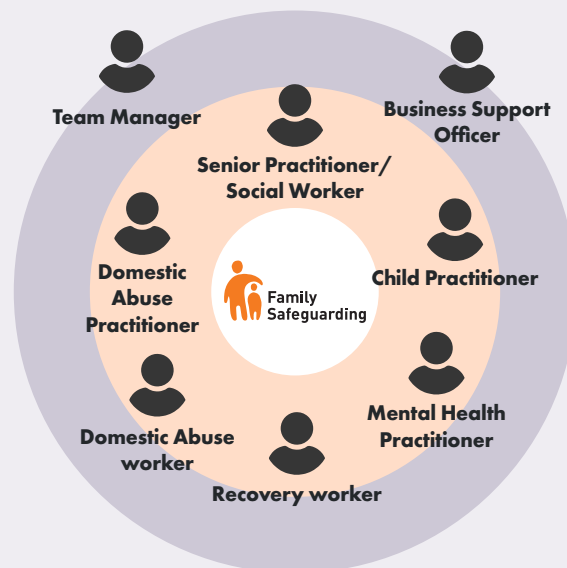 Team Manager
Business Support
Officer
Senior Practitioner/
Social Worker
Domestic
Abuse
Practitioner
Family
Safeguarding
Child Practitioner
Domestic Abuse
worker
Mental Health
Practitioner
Recovery worker